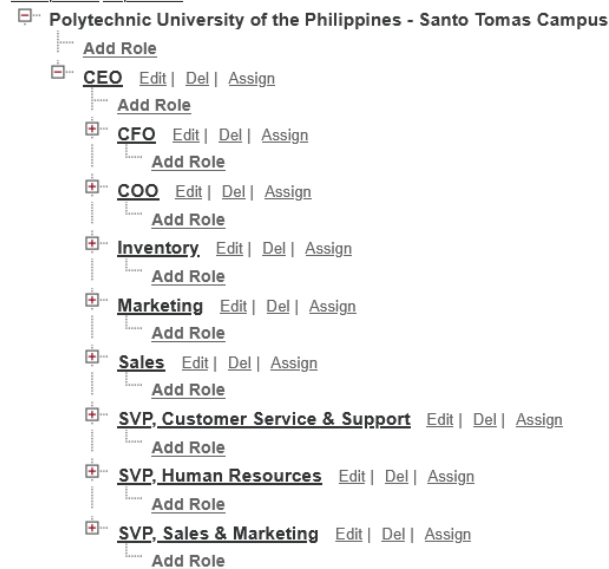 Polytechnic University of the Philippines - Santo Tomas Campus
Add Role
CEO Edit | Del | Assign
Add Role
CFO Edit | Del | Assign
Add Role
COO Edit | Del | Assign
Add Role
Inventory Edit | Del | Assign
Add Role
Marketing Edit | Del | Assign
Add Role
Sales Edit | Del | Assign
Add Role
SVP, Customer Service & Support Edit | Del | Assign
Add Role
SVP, Human Resources Edit | Del | Assign
Add Role
SVP, Sales & Marketing Edit | Del | Assign
Add Role